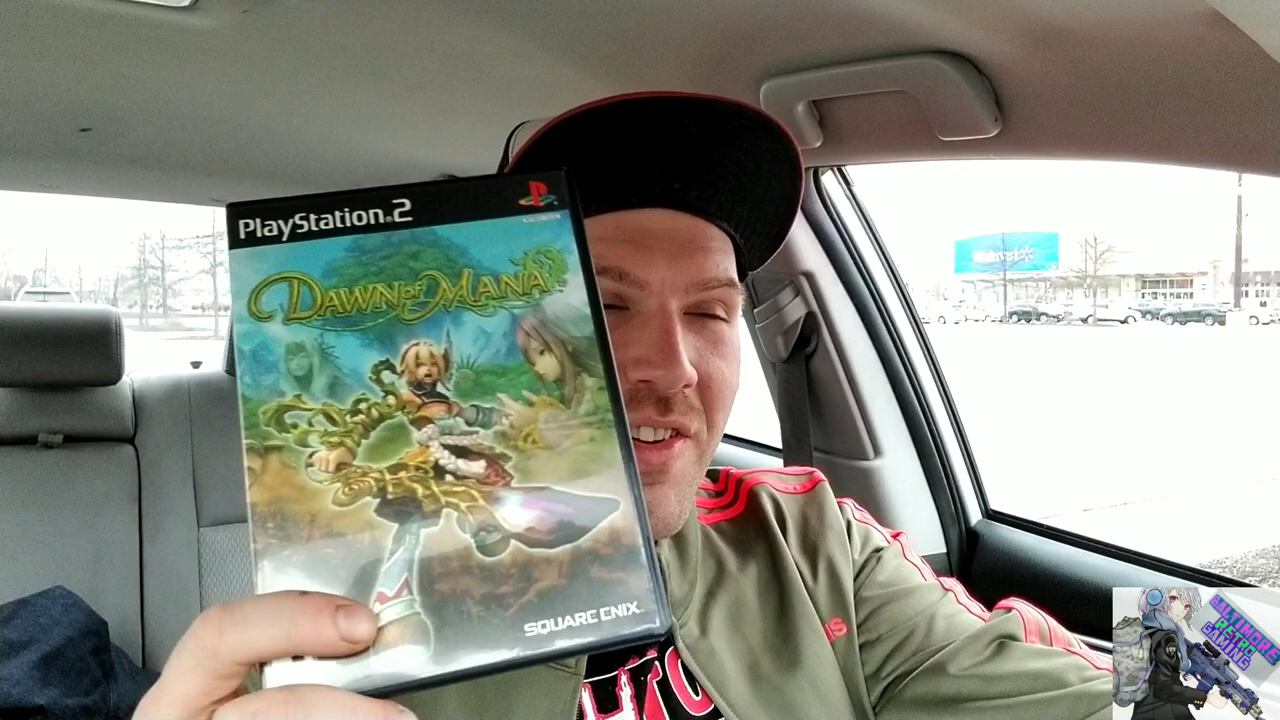 PlayStation.2
DAWN of MANA
SQUARE ENIX
Walmart
BALTIMORE
RETRO
GAMING